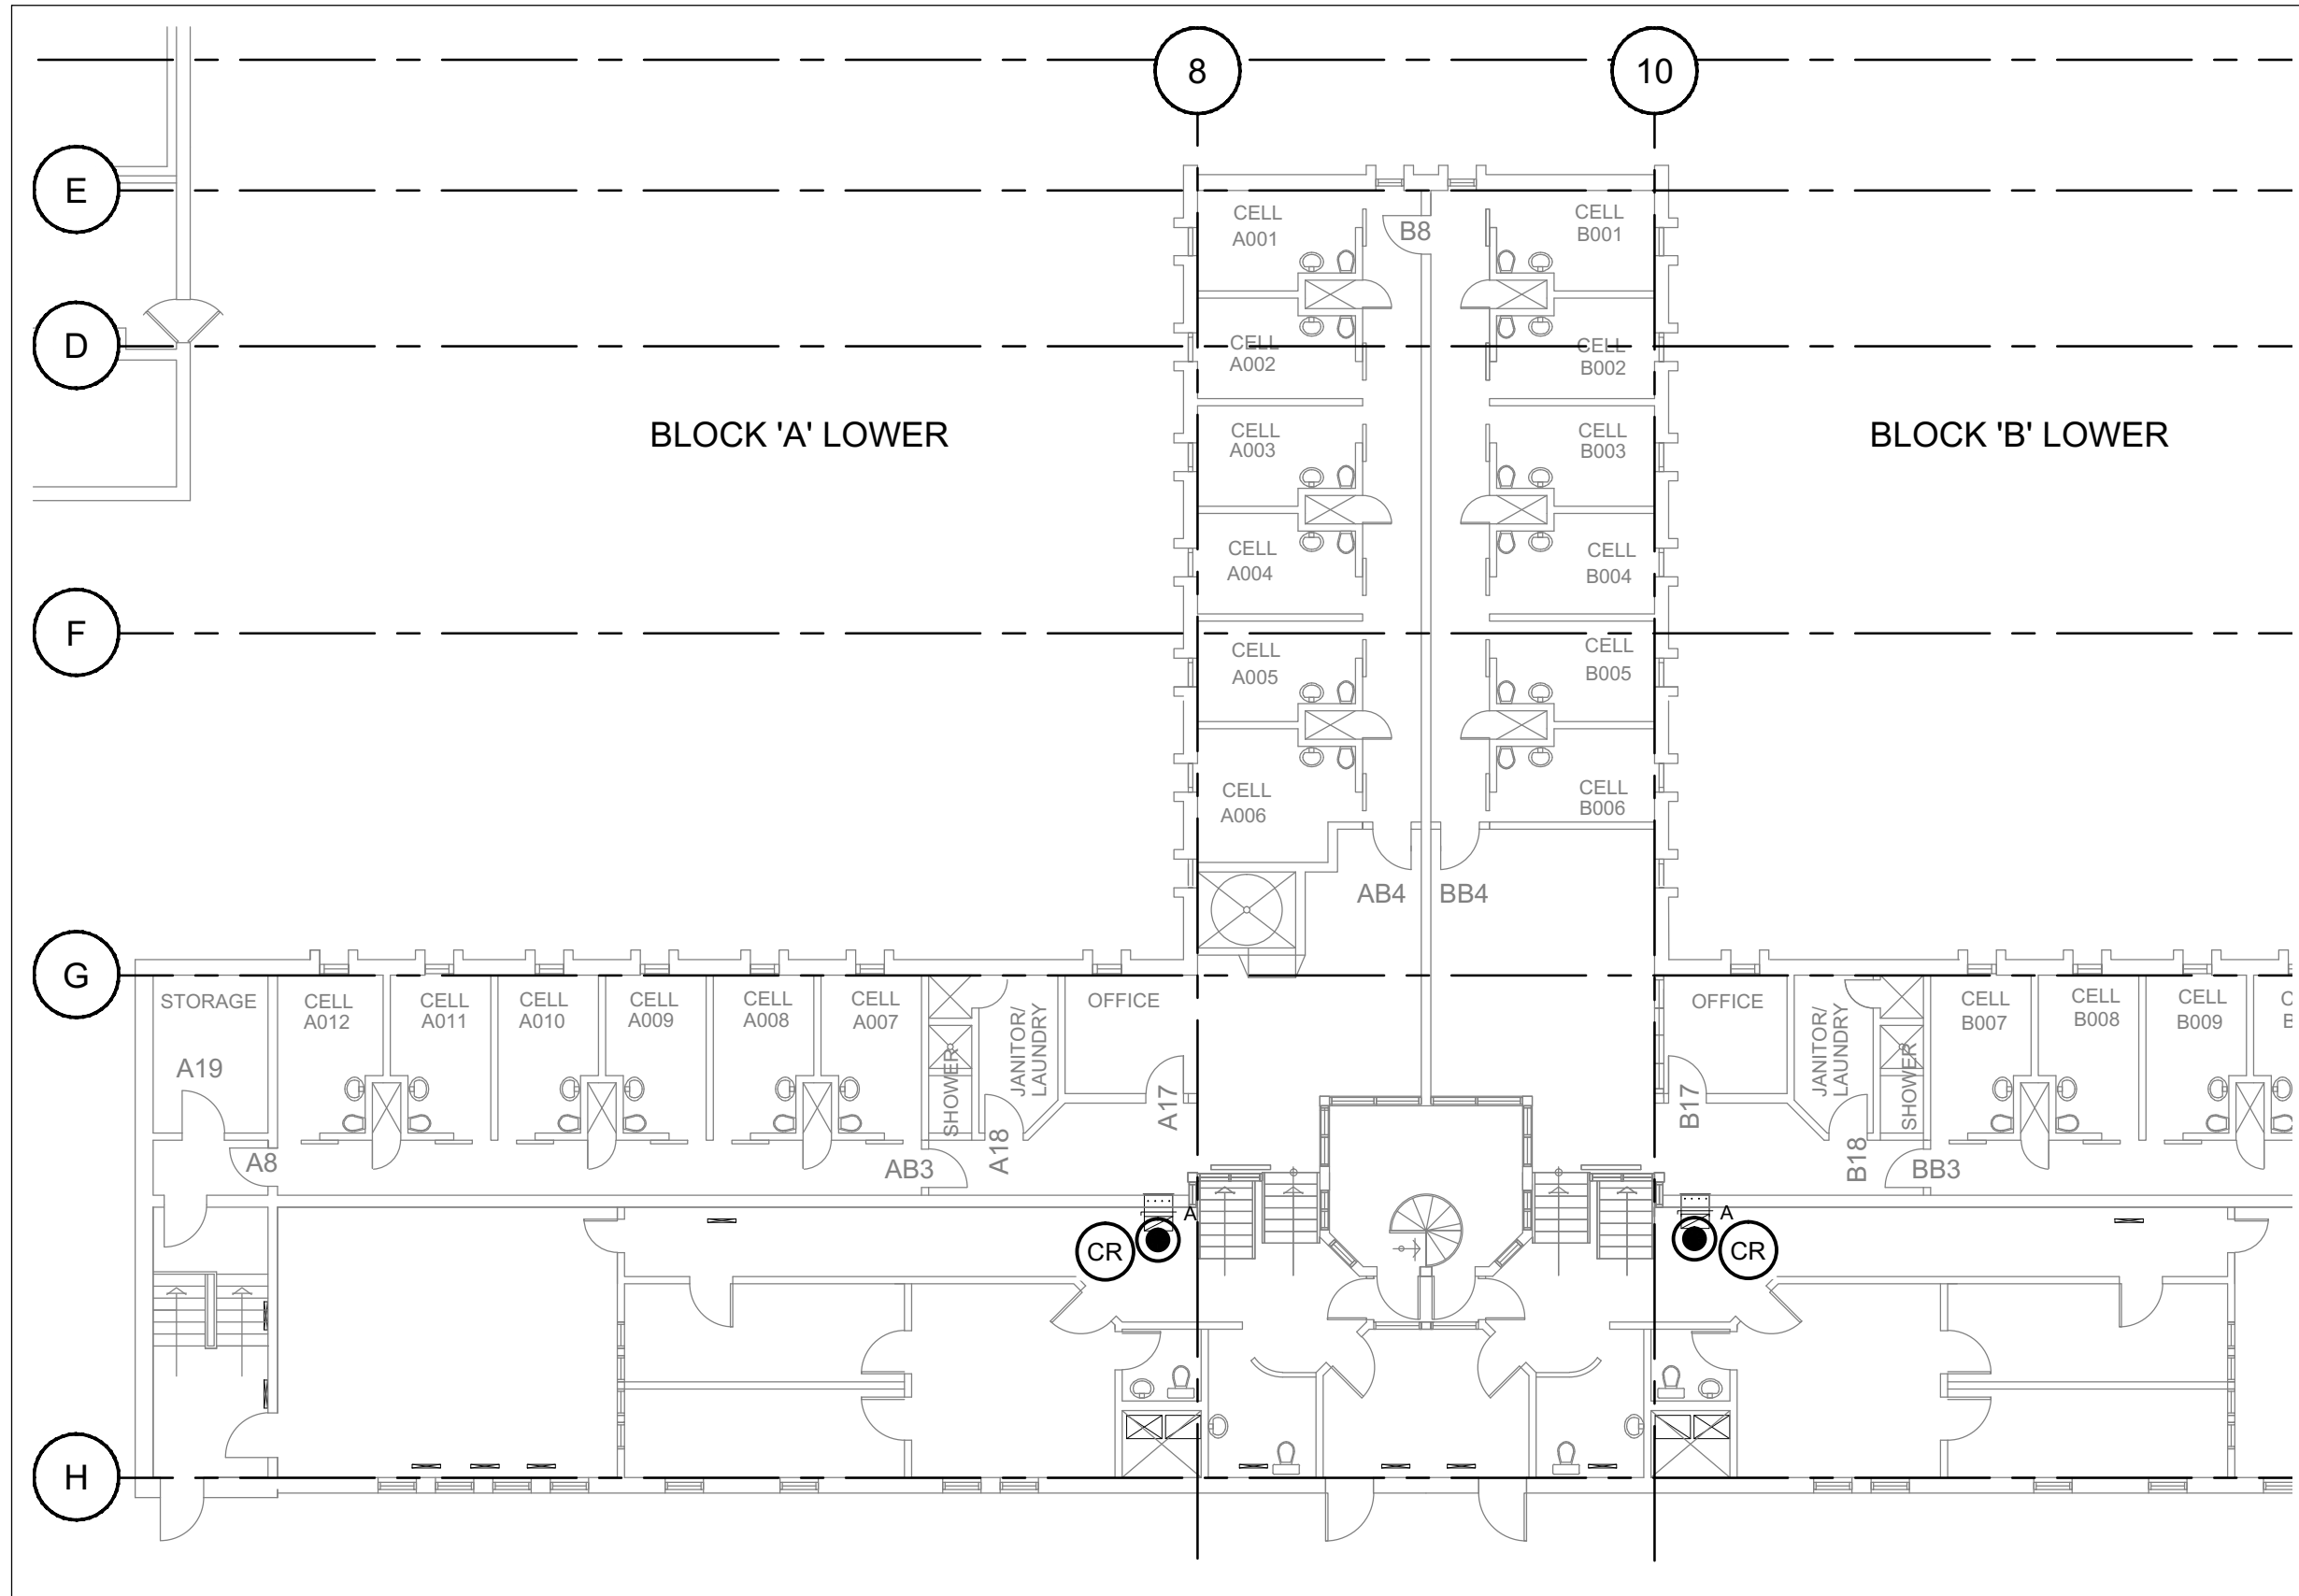 8
10
E
CELL
A001
B8
CELL
B001
D
CELL
A002
CELL
B002
BLOCK 'A' LOWER
CELL
A003
CELL
B003
BLOCK 'B' LOWER
CELL
A004
CELL
B004
F
CELL
A005
CELL
B005
CELL
A006
CELL
B006
AB4
BB4
G
STORAGE
CELL
A012
CELL
A011
CELL
A010
CELL
A009
CELL
A008
CELL
A007
SHOWER
JANITOR/
LAUNDRY
OFFICE
OFFICE
JANITOR/
LAUNDRY
SHOWER
CELL
B007
CELL
B008
CELL
B009
A19
A17
B17
A8
AB3
A18
B18
BB3
A
A
CR
CR
H